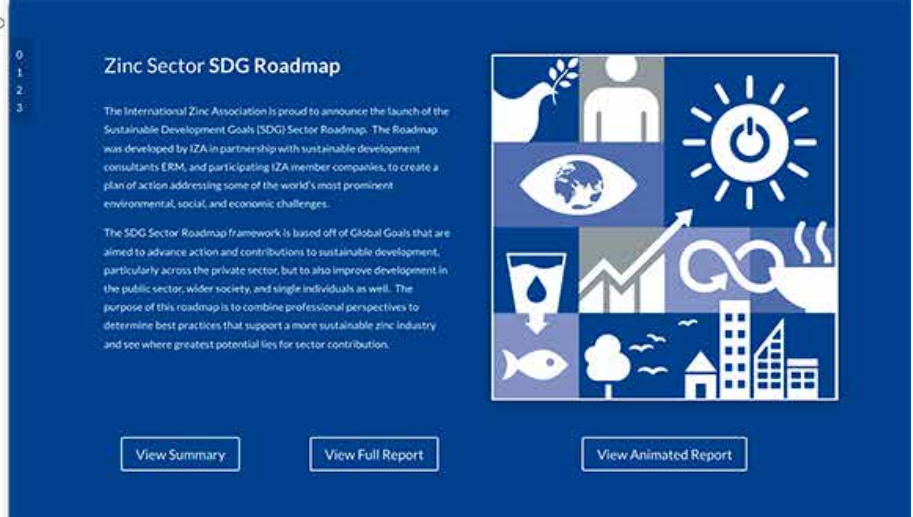 0
1
2
3
Zinc Sector SDG Roadmap
The International Zinc Association is proud to announce the launch of the
Sustainable Development Goals (SDG) Sector Roadmap. The Roadmap
was developed by IZA in partnership with sustainable development
consultants ERM, and participating IZA member companies, to create a
plan of action addressing some of the world's most prominent
environmental, social, and economic challenges.
The SDG Sector Roadmap framework is based off of Global Goals that are
aimed to advance action and contributions to sustainable development,
particularly across the private sector, but to also improve development in
the public sector, wider society, and single individuals as well. The
purpose of this roadmap is to combine professional perspectives to
determine best practices that support a more sustainable zinc industry
and see where greatest potential lies for sector contribution.
View Summary
View Full Report
View Animated Report